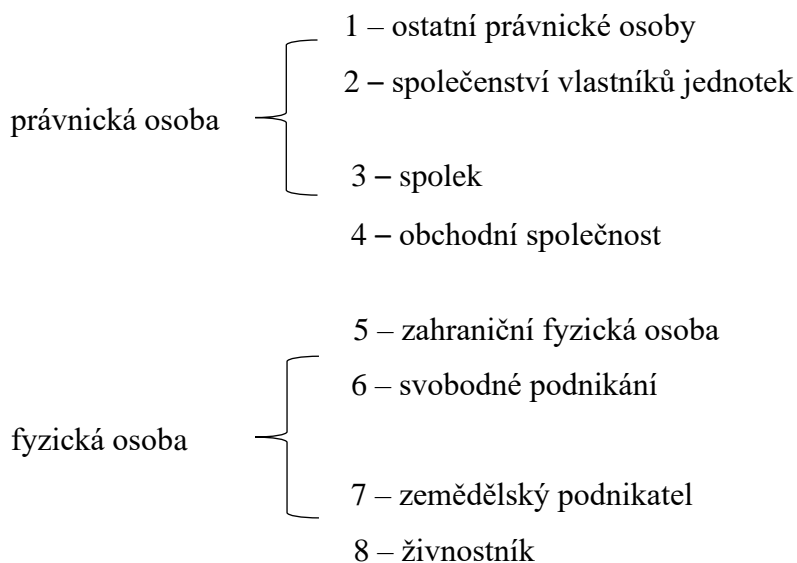 1 – ostatní právnické osoby
2 – společenství vlastníků jednotek
právnická osoba
3 – spolek
4 – obchodní společnost
5 – zahraniční fyzická osoba
6 – svobodné podnikání
fyzická osoba
7 – zemědělský podnikatel
8 – živnostník